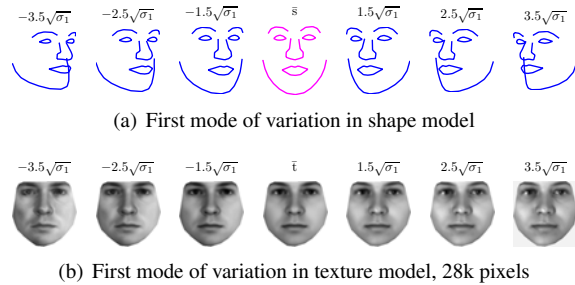 −3.5√σ₁ −2.5√σ₁ −1.5√σ₁ s̄ 1.5√σ₁ 2.5√σ₁ 3.5√σ₁
(a) First mode of variation in shape model
−3.5√σ₁ −2.5√σ₁ −1.5√σ₁ t̄ 1.5√σ₁ 2.5√σ₁ 3.5√σ₁
(b) First mode of variation in texture model, 28k pixels